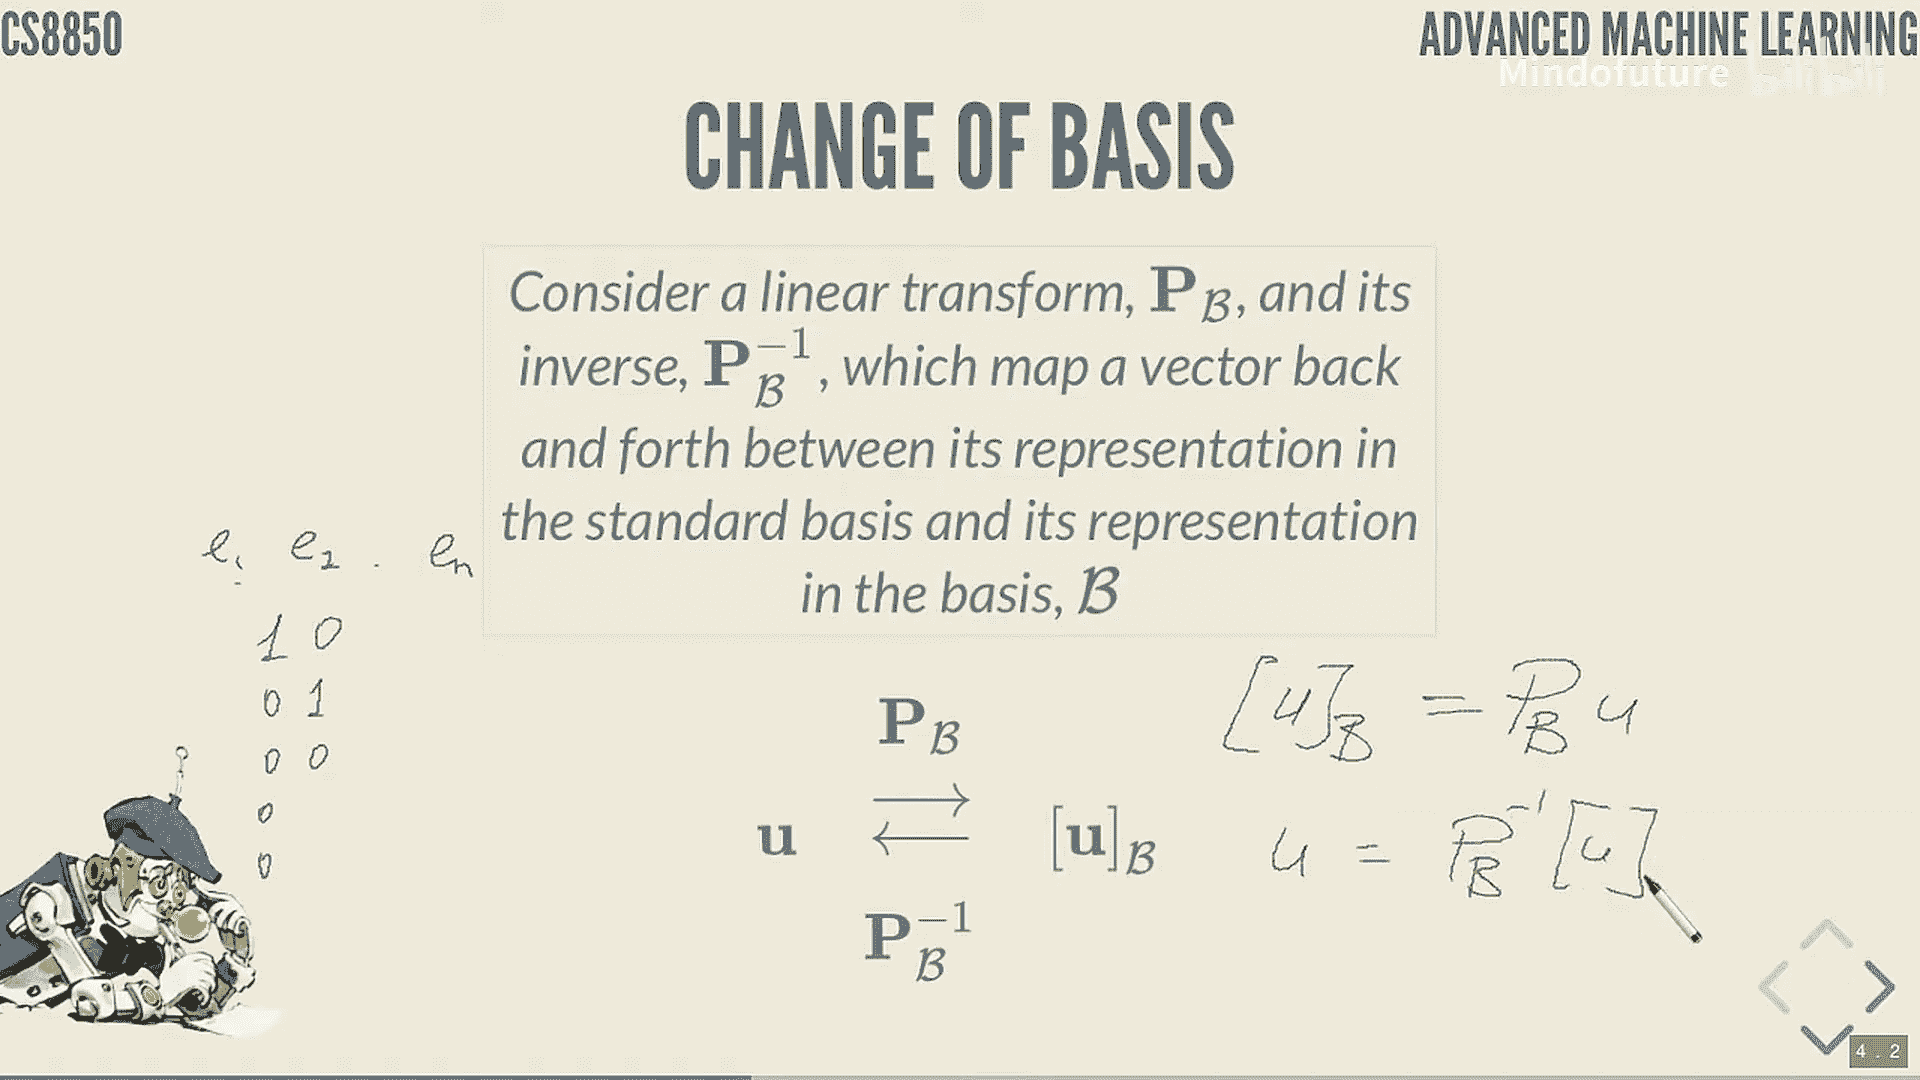 CS8850
ADVANCED MACHINE LEARNING
Mindofuture bilibili
CHANGE OF BASIS
Consider a linear transform, P_ℬ, and its
inverse, P_ℬ^{-1}, which map a vector back
and forth between its representation in
the standard basis and its representation
in the basis, ℬ
e₁ e₂ . eₙ
1 0
0 1
0 0
0
0
P_ℬ
u → ← [u]_ℬ
P_ℬ^{-1}
[u]_B = P_B u
u = P_B^{-1} [u]
4 . 2